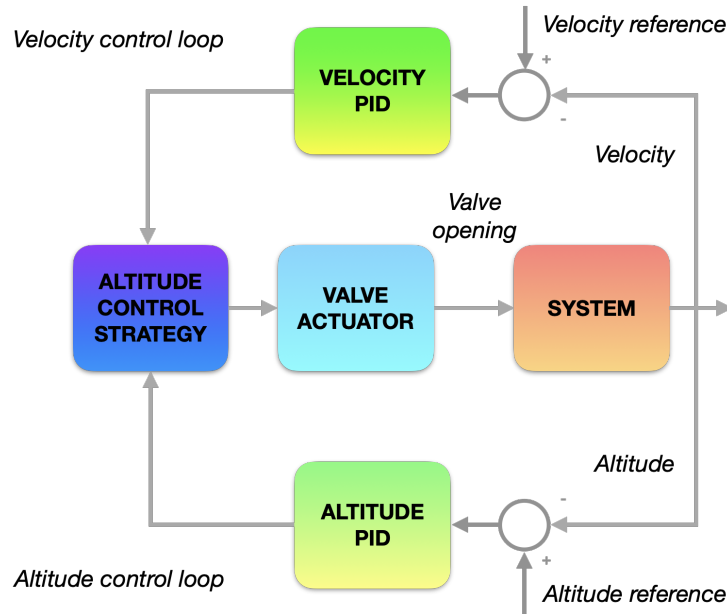 Velocity control loop
Velocity reference
+
VELOCITY
PID
-
Velocity
Valve
opening
ALTITUDE
CONTROL
STRATEGY
VALVE
ACTUATOR
SYSTEM
Altitude
-
ALTITUDE
PID
+
Altitude control loop
Altitude reference